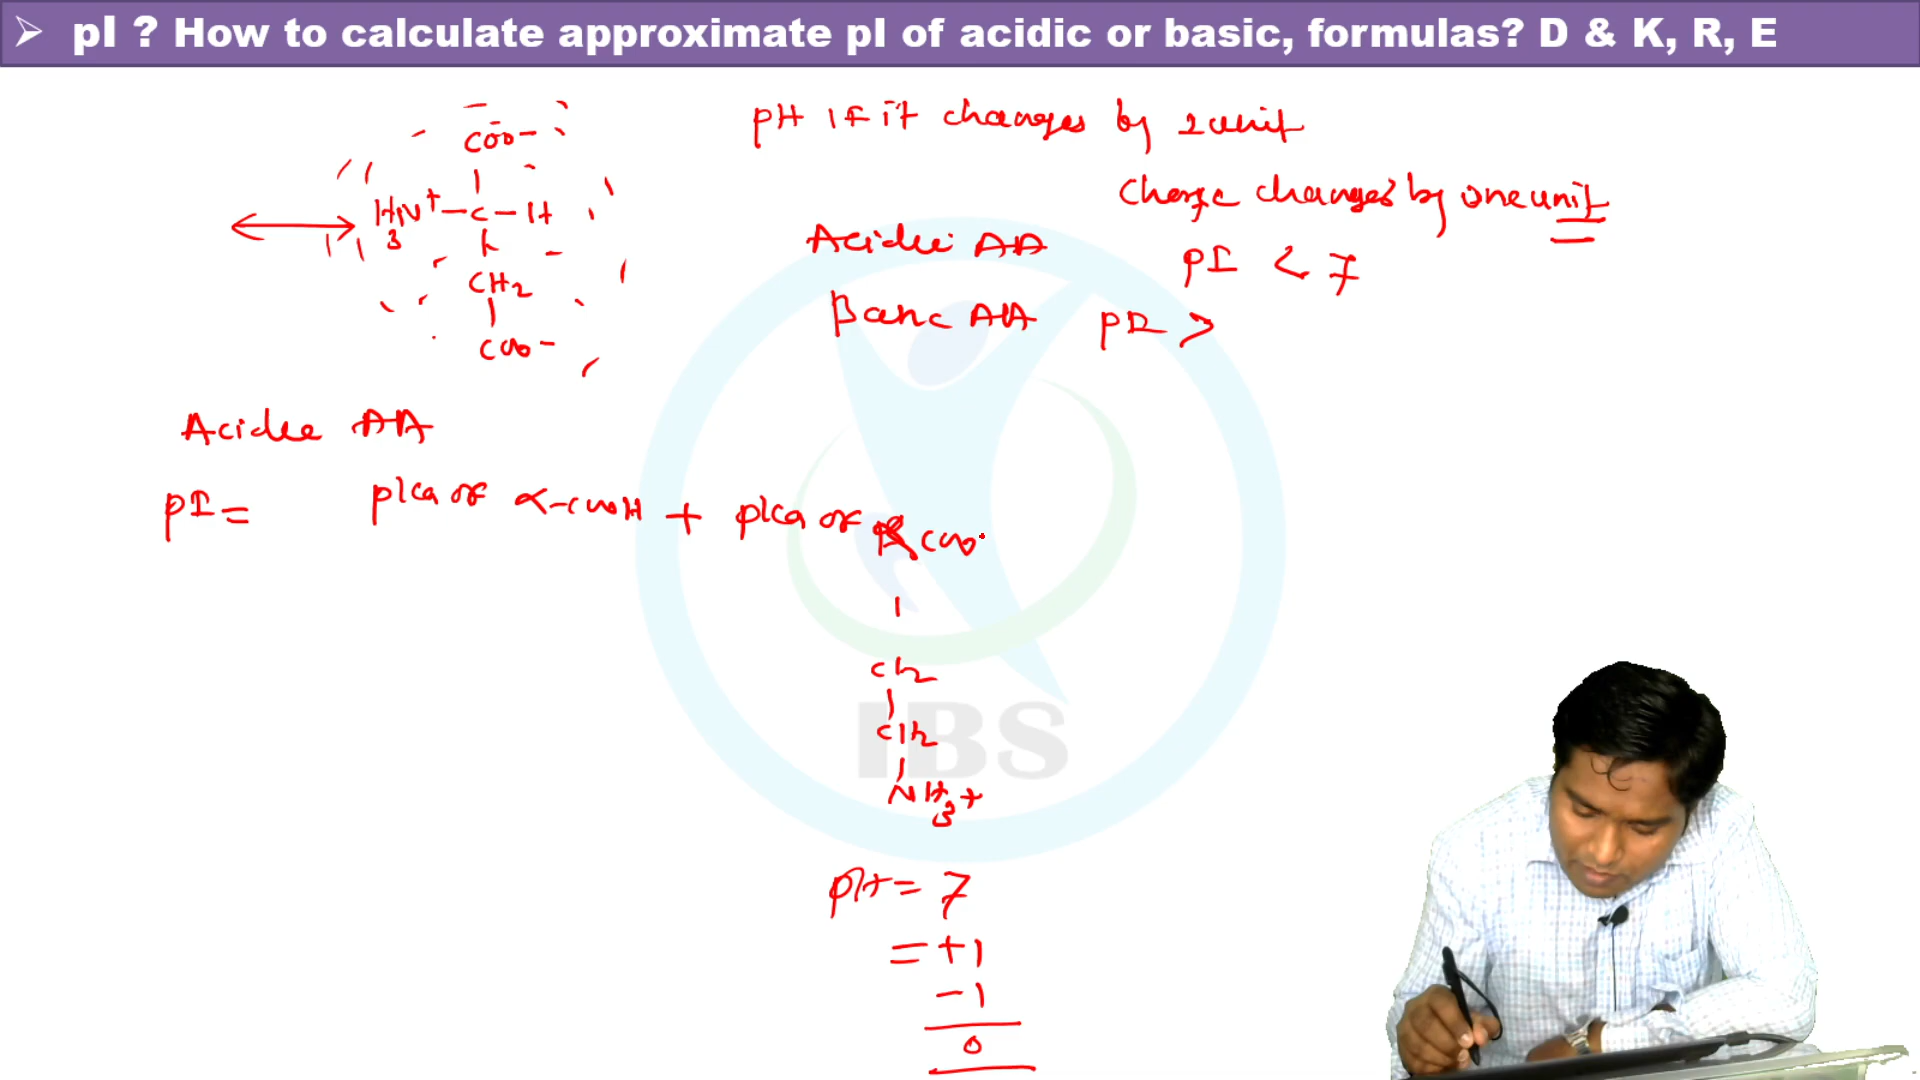 ➢ pI ? How to calculate approximate pI of acidic or basic, formulas? D & K, R, E
COO-
H3N+-C-H
CH2
COO-
pH if it changes by 2 unit
Charge changes by one unit
Acidic AA pI < 7
Basic AA pI >
Acidic AA
pI = pka of α-COOH + pka of R COO
CH2
CH2
NH3+
IBS
pH = 7
= +1
-1
0